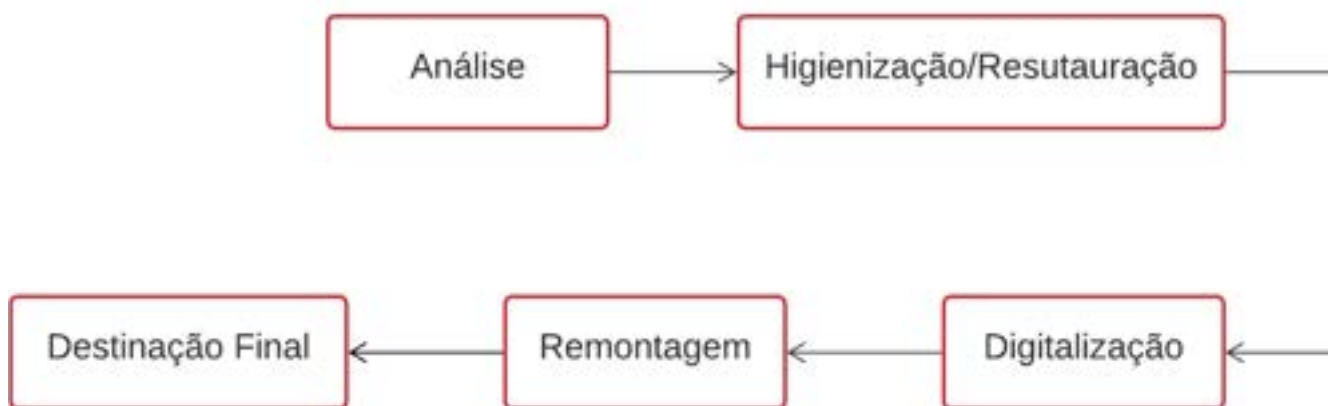 Análise
Higienização/Resutauração
Digitalização
Remontagem
Destinação Final